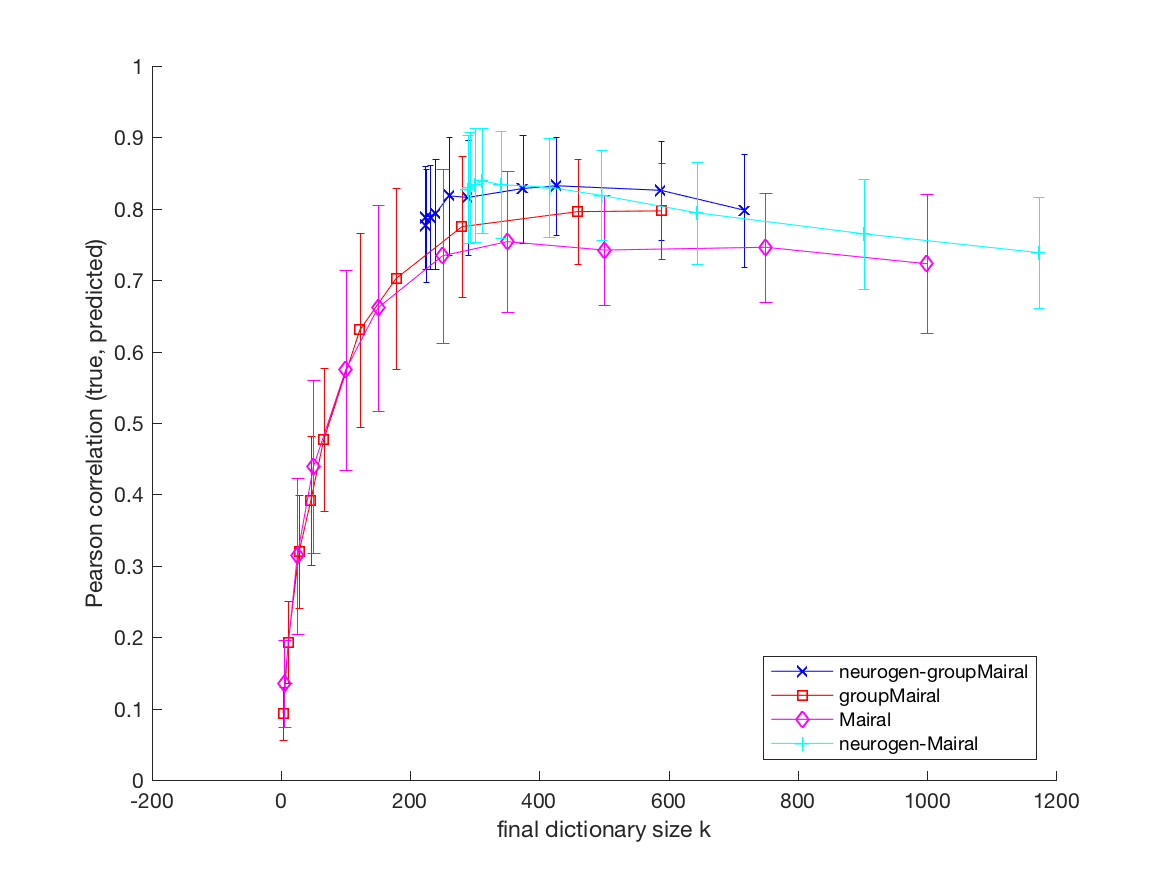 1
0.9
0.8
0.7
0.6
0.5
0.4
0.3
0.2
0.1
0
Pearson correlation (true, predicted)
-200 0 200 400 600 800 1000 1200
final dictionary size k
neurogen-groupMairal
groupMairal
Mairal
neurogen-Mairal